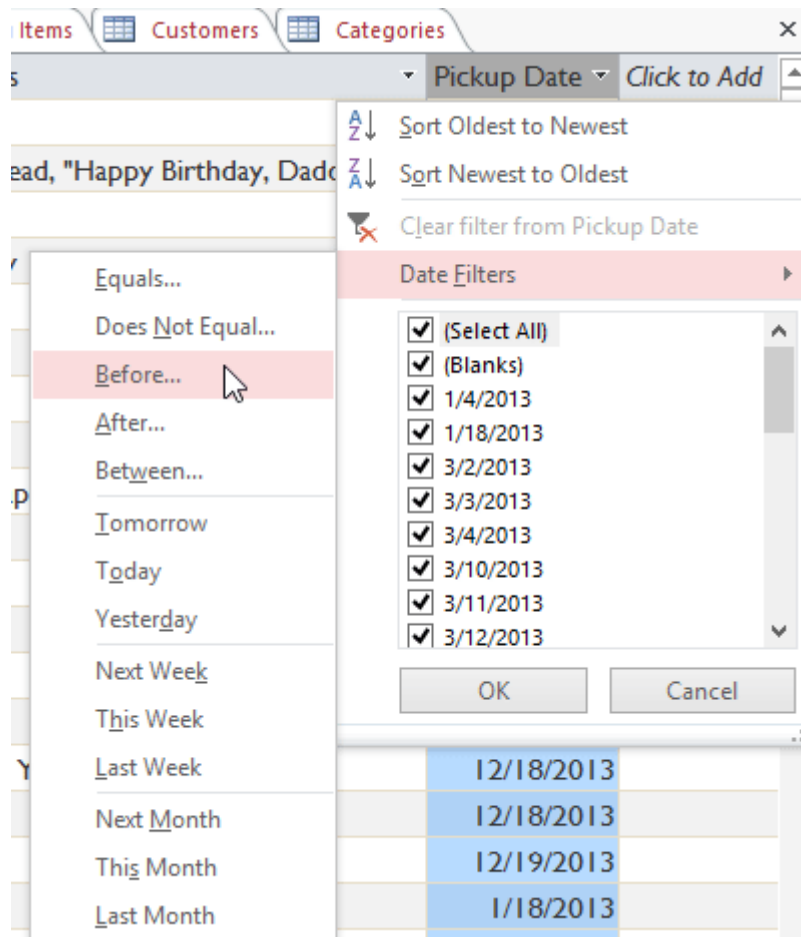 Items Customers Categories
s Pickup Date Click to Add
Sort Oldest to Newest
ead, "Happy Birthday, Dadd
Sort Newest to Oldest
Clear filter from Pickup Date
Date Filters
Equals...
Does Not Equal...
Before...
After...
Between...
Tomorrow
Today
Yesterday
Next Week
This Week
Last Week
Next Month
This Month
Last Month
(Select All)
(Blanks)
1/4/2013
1/18/2013
3/2/2013
3/3/2013
3/4/2013
3/10/2013
3/11/2013
3/12/2013
OK Cancel
12/18/2013
12/18/2013
12/19/2013
1/18/2013